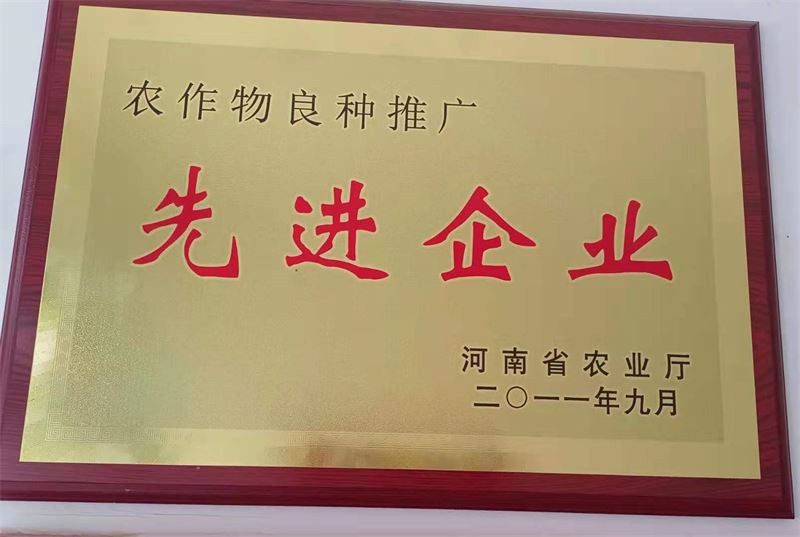 农作物良种推广
先进企业
河南省农业厅
二〇一一年九月